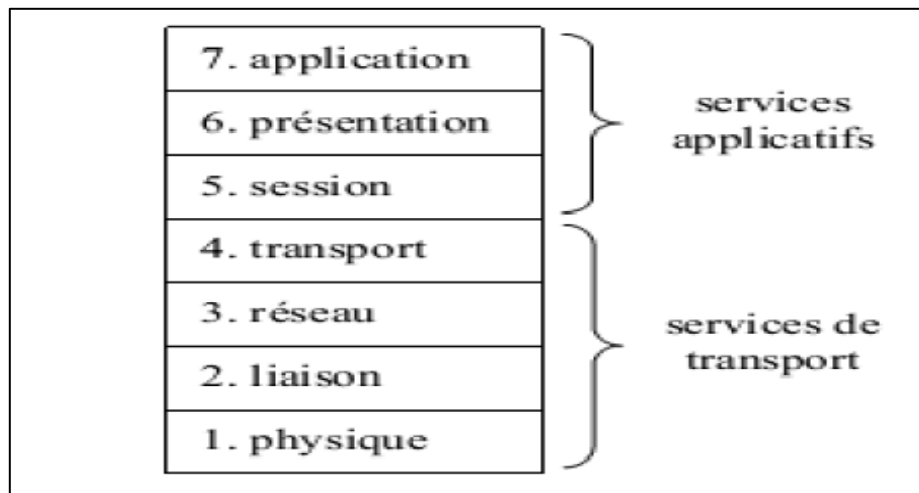 7. application
6. présentation
5. session
4. transport
3. réseau
2. liaison
1. physique
services
applicatifs
services de
transport